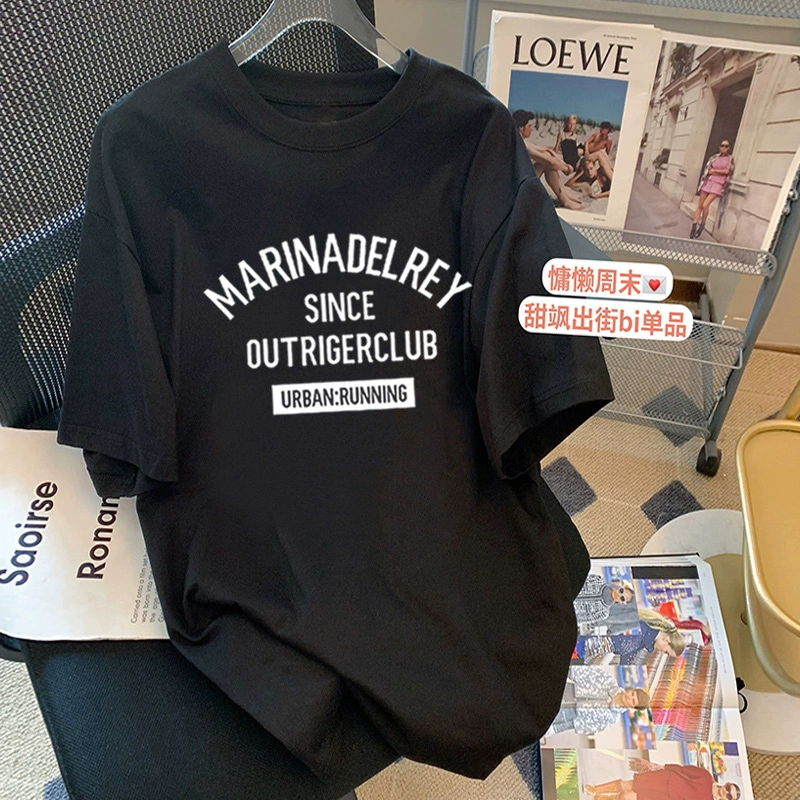 LOEWE
MARINADELREY
SINCE
OUTRIGERCLUB
URBAN:RUNNING
慵懒周末💌
甜飒出街bi单品
Saoirse
Ronan